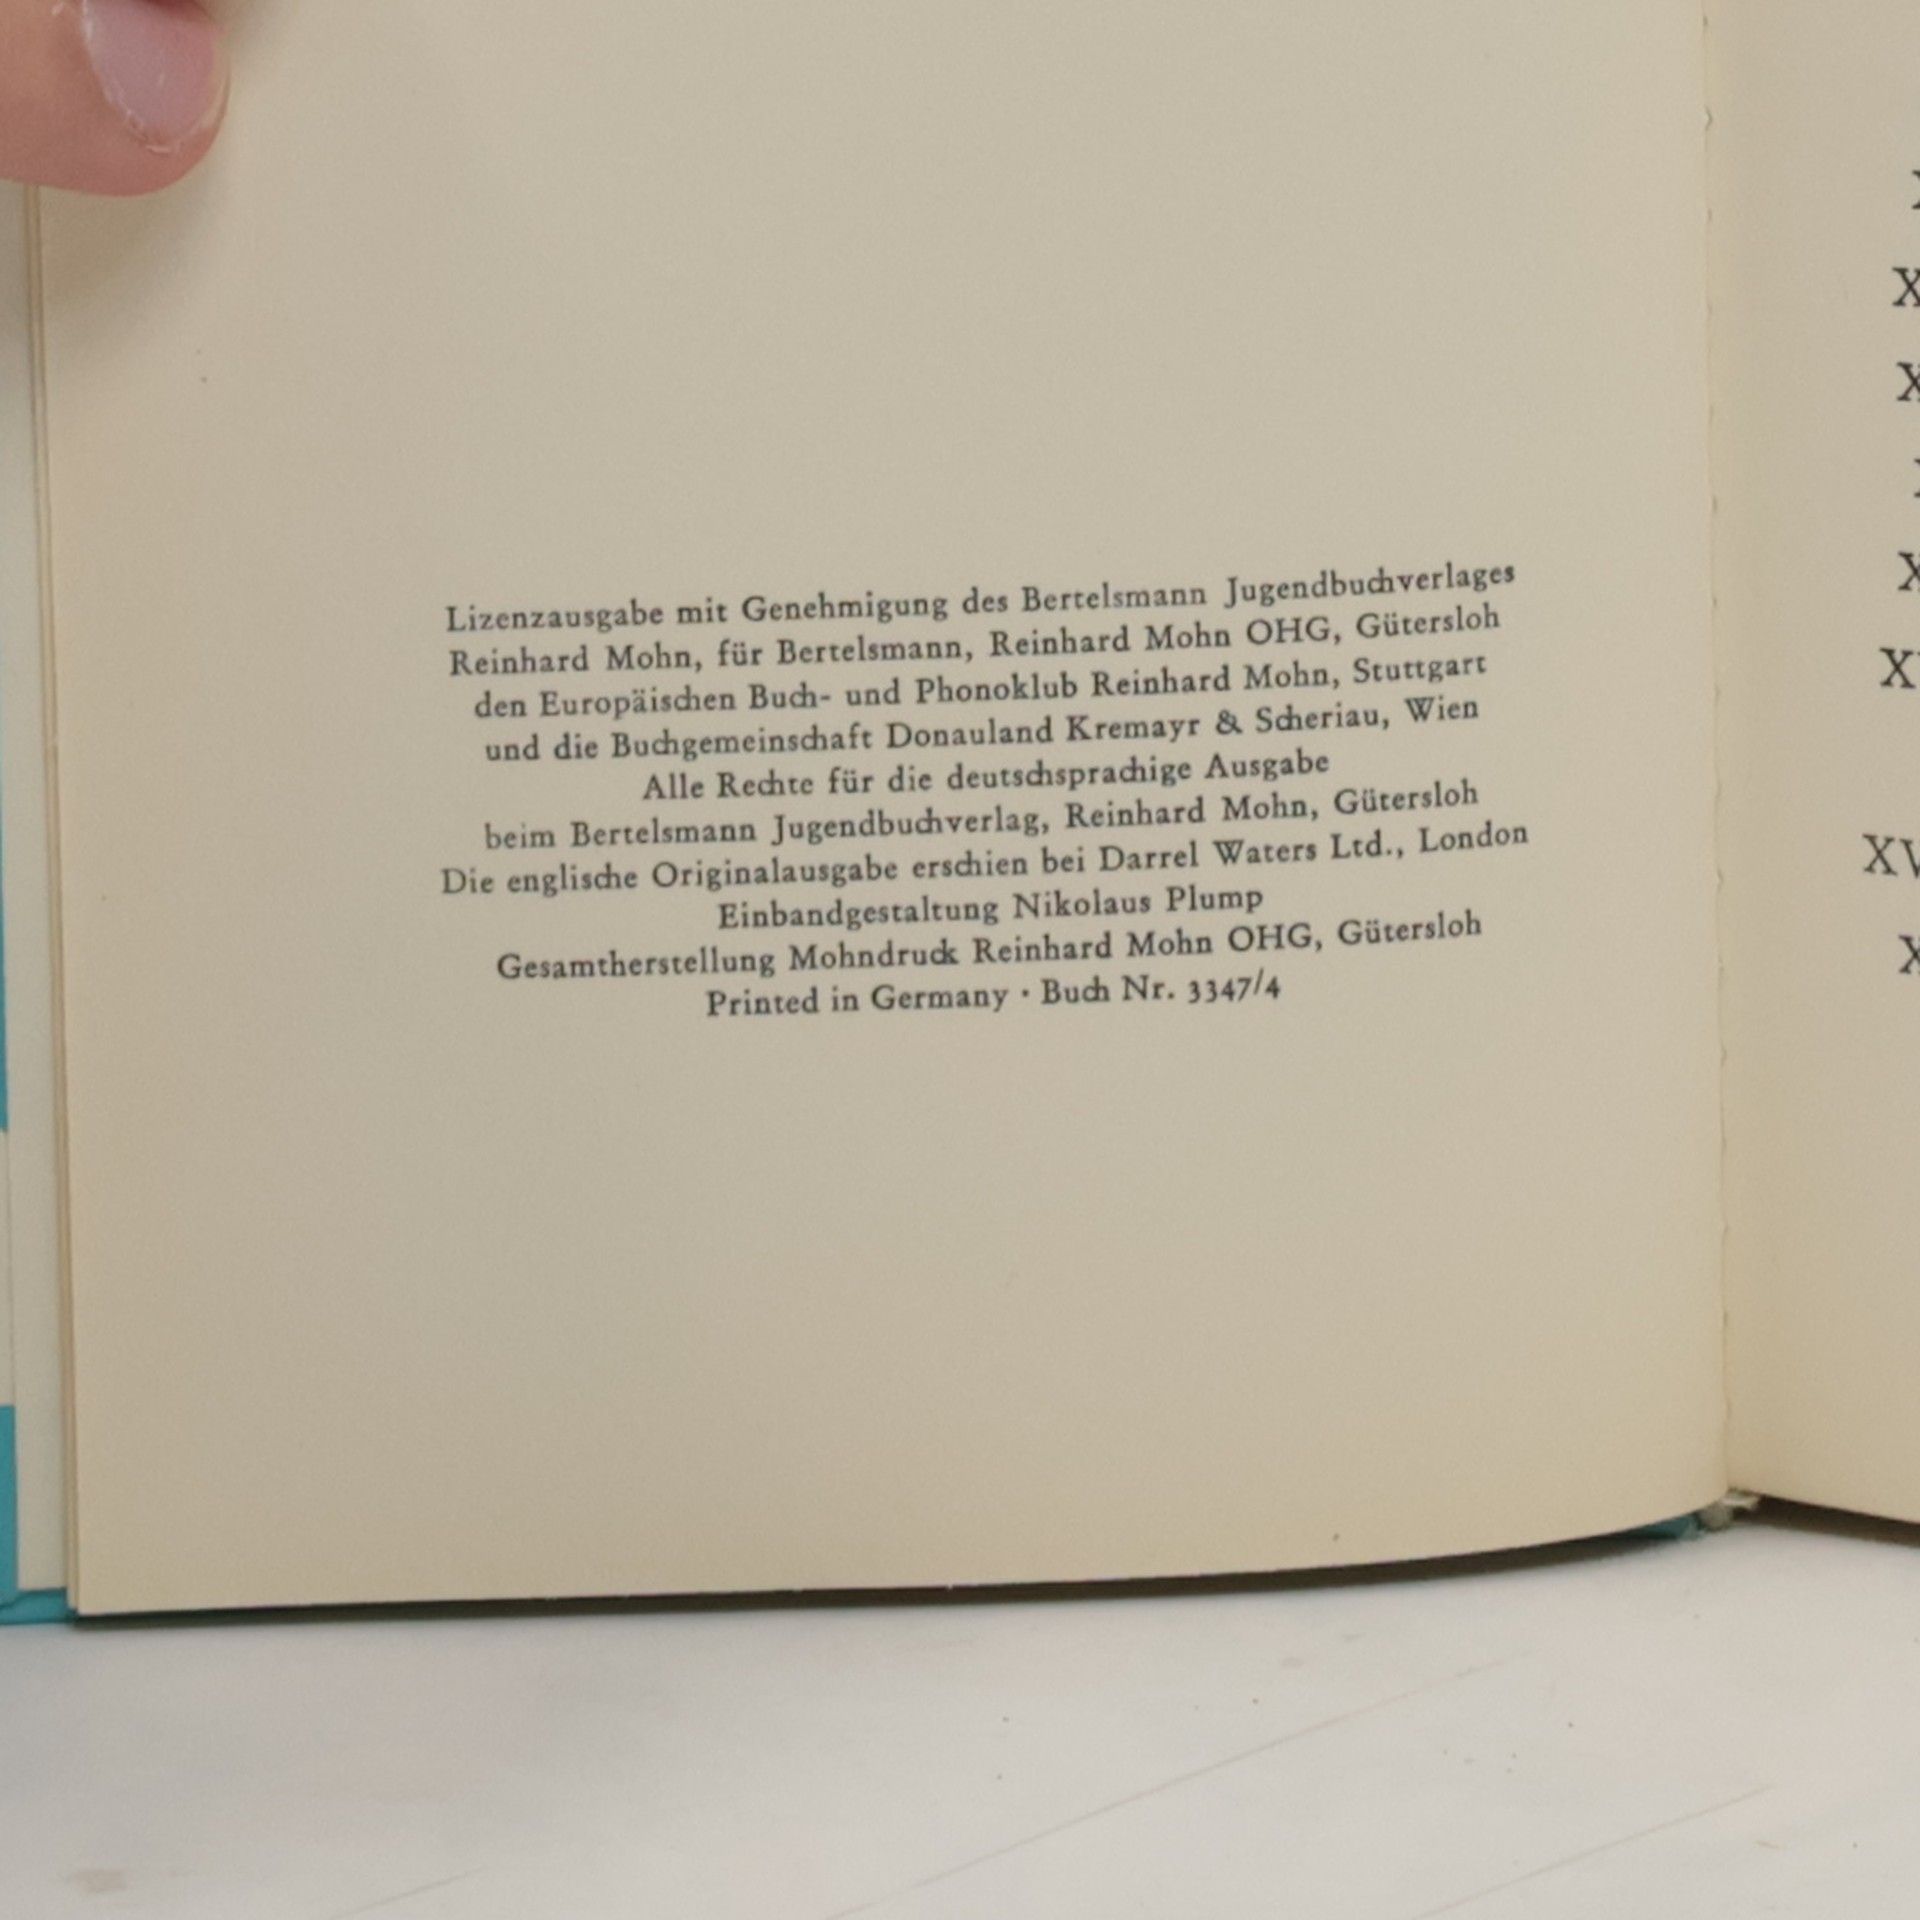 Lizenzausgabe mit Genehmigung des Bertelsmann Jugendbuchverlages
Reinhard Mohn, für Bertelsmann, Reinhard Mohn OHG, Gütersloh
den Europäischen Buch- und Phonoklub Reinhard Mohn, Stuttgart
und die Buchgemeinschaft Donauland Kremayr & Scheriau, Wien
Alle Rechte für die deutschsprachige Ausgabe
beim Bertelsmann Jugendbuchverlag, Reinhard Mohn, Gütersloh
Die englische Originalausgabe erschien bei Darrel Waters Ltd., London
Einbandgestaltung Nikolaus Plump
Gesamtherstellung Mohndruck Reinhard Mohn OHG, Gütersloh
Printed in Germany · Buch Nr. 3347/4